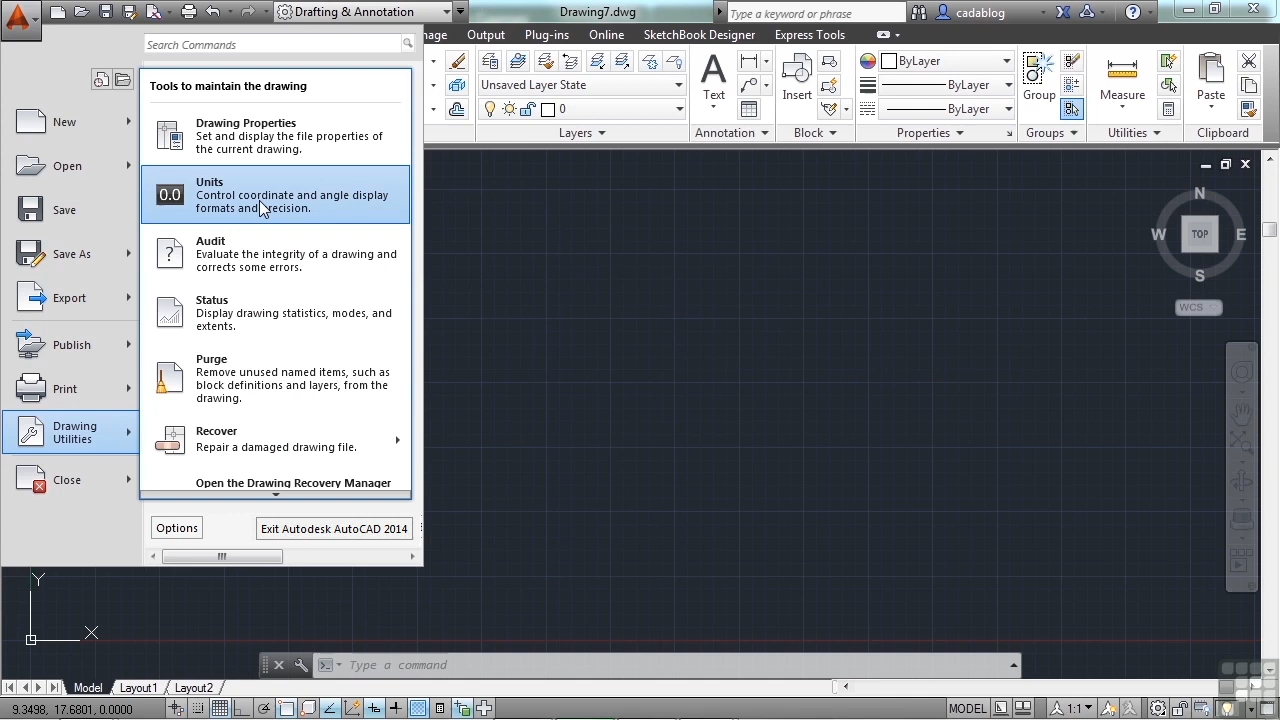 Drafting & Annotation
Drawing7.dwg
Type a keyword or phrase
cadablog
Search Commands
nage
Output
Plug-ins
Online
SketchBook Designer
Express Tools
Tools to maintain the drawing
Drawing Properties
Set and display the file properties of
the current drawing.
Units
Control coordinate and angle display
formats and precision.
Audit
Evaluate the integrity of a drawing and
corrects some errors.
Status
Display drawing statistics, modes, and
extents.
Purge
Remove unused named items, such as
block definitions and layers, from the
drawing.
Recover
Repair a damaged drawing file.
Open the Drawing Recovery Manager
New
Open
Save
Save As
Export
Publish
Print
Drawing
Utilities
Close
Options
Exit Autodesk AutoCAD 2014
Unsaved Layer State
0
Layers
Text
Annotation
Insert
Block
ByLayer
ByLayer
ByLayer
Properties
Group
Groups
Measure
Utilities
Paste
Clipboard
N
W
TOP
E
S
WCS
Y
X
Type a command
Model
Layout1
Layout2
9.3498, 17.6801, 0.0000
MODEL
1:1
0.0